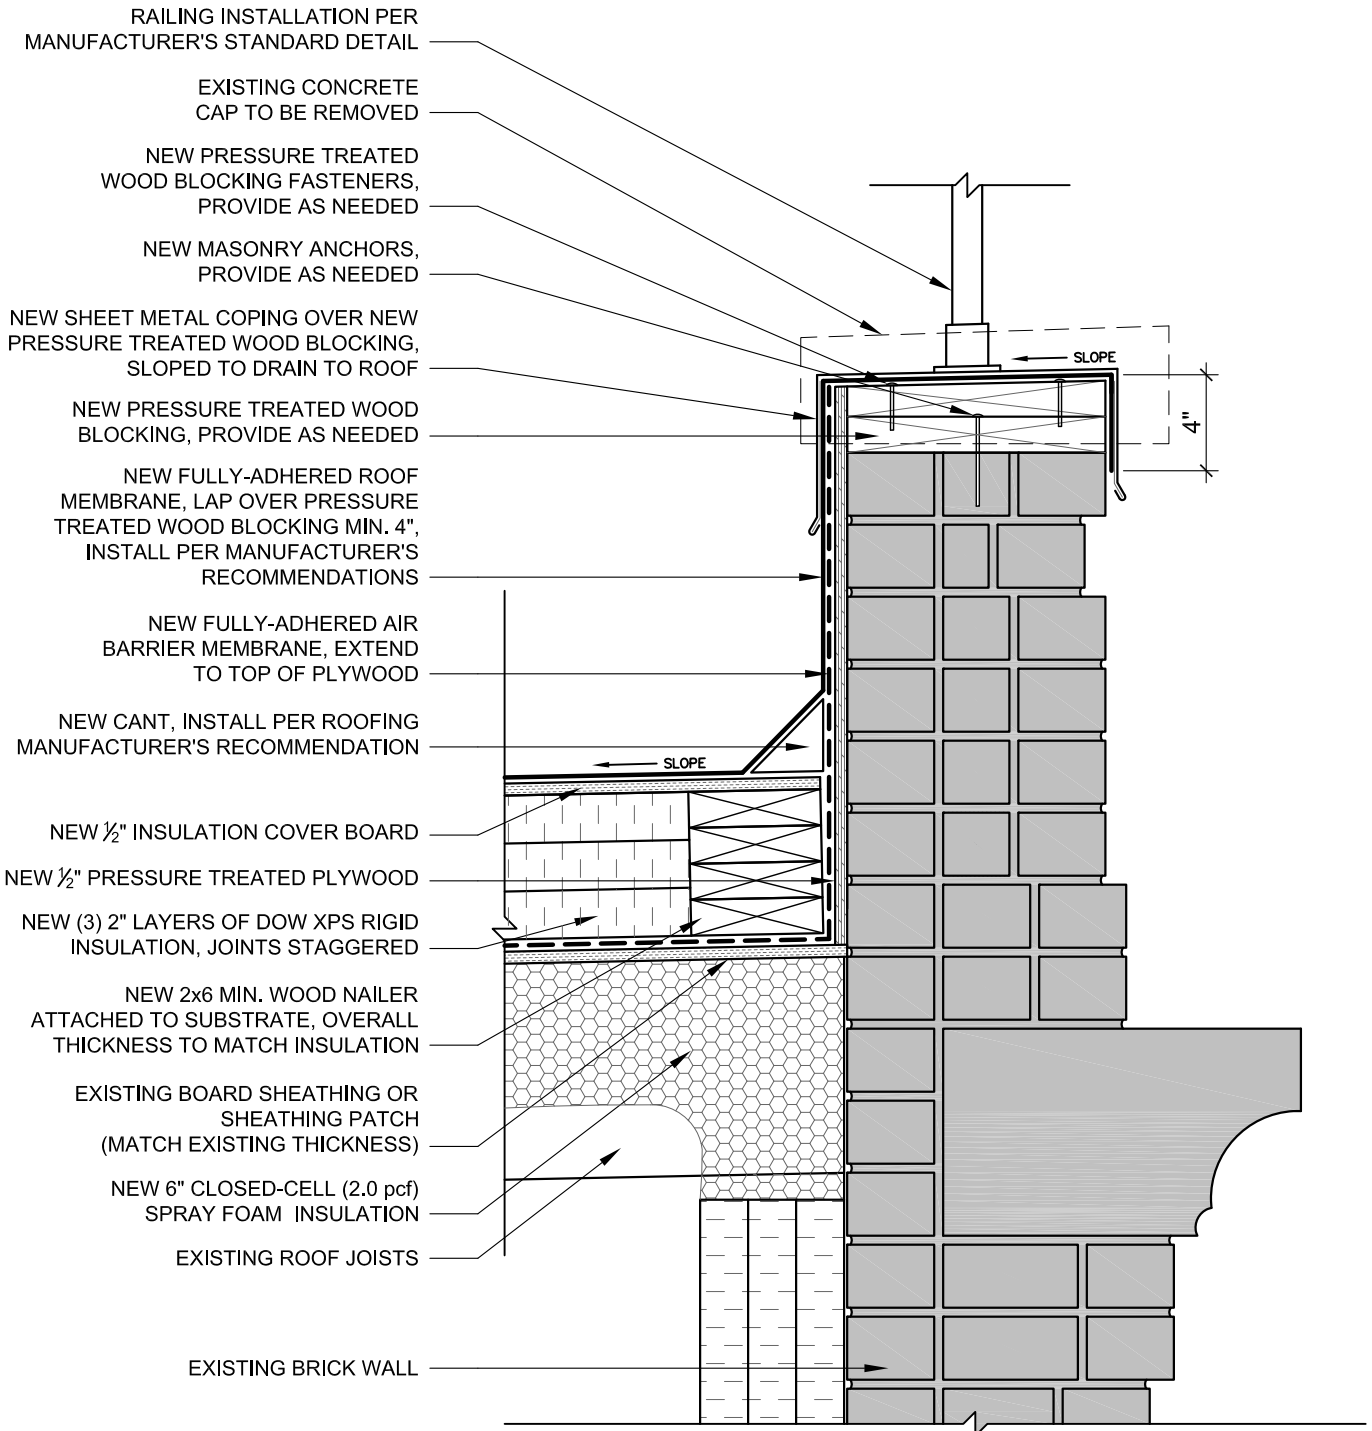 RAILING INSTALLATION PER
MANUFACTURER'S STANDARD DETAIL
EXISTING CONCRETE
CAP TO BE REMOVED
NEW PRESSURE TREATED
WOOD BLOCKING FASTENERS,
PROVIDE AS NEEDED
NEW MASONRY ANCHORS,
PROVIDE AS NEEDED
NEW SHEET METAL COPING OVER NEW
PRESSURE TREATED WOOD BLOCKING,
SLOPED TO DRAIN TO ROOF
SLOPE
4"
NEW PRESSURE TREATED WOOD
BLOCKING, PROVIDE AS NEEDED
NEW FULLY-ADHERED ROOF
MEMBRANE, LAP OVER PRESSURE
TREATED WOOD BLOCKING MIN. 4",
INSTALL PER MANUFACTURER'S
RECOMMENDATIONS
NEW FULLY-ADHERED AIR
BARRIER MEMBRANE, EXTEND
TO TOP OF PLYWOOD
NEW CANT, INSTALL PER ROOFING
MANUFACTURER'S RECOMMENDATION
SLOPE
NEW ½" INSULATION COVER BOARD
NEW ½" PRESSURE TREATED PLYWOOD
NEW (3) 2" LAYERS OF DOW XPS RIGID
INSULATION, JOINTS STAGGERED
NEW 2x6 MIN. WOOD NAILER
ATTACHED TO SUBSTRATE, OVERALL
THICKNESS TO MATCH INSULATION
EXISTING BOARD SHEATHING OR
SHEATHING PATCH
(MATCH EXISTING THICKNESS)
NEW 6" CLOSED-CELL (2.0 pcf)
SPRAY FOAM INSULATION
EXISTING ROOF JOISTS
EXISTING BRICK WALL